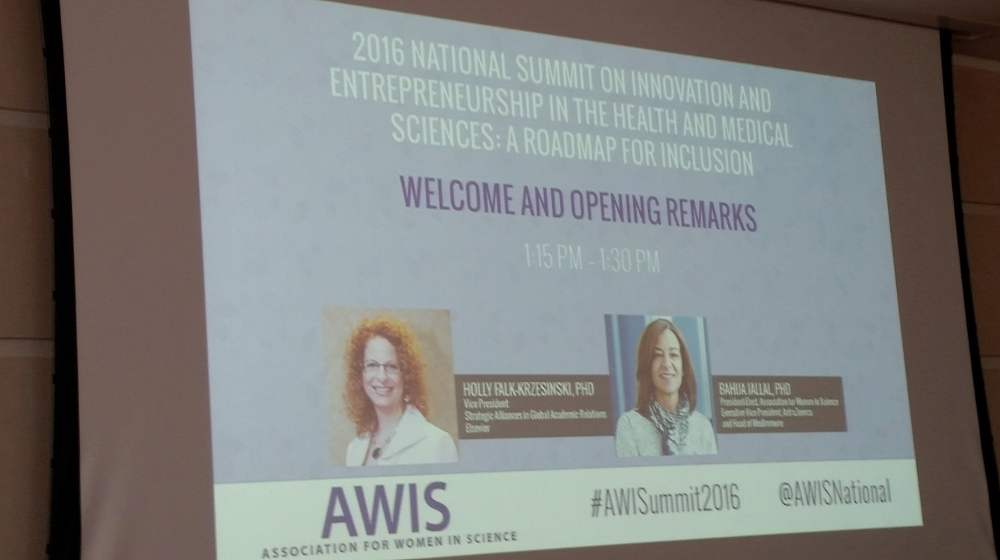 2016 NATIONAL SUMMIT ON INNOVATION AND
ENTREPRENEURSHIP IN THE HEALTH AND MEDICAL
SCIENCES: A ROADMAP FOR INCLUSION
WELCOME AND OPENING REMARKS
1:15 PM - 1:30 PM
HOLLY FALK-KRZESINSKI, PHD
Vice President
Strategic Alliances in Global Academic Relations
Elsevier
BAHIJA JALLAL, PHD
President Elect, Association for Women in Science
Executive Vice President, AstraZeneca
and Head of MedImmune
AWIS
ASSOCIATION FOR WOMEN IN SCIENCE
#AWISummit2016
@AWISNational